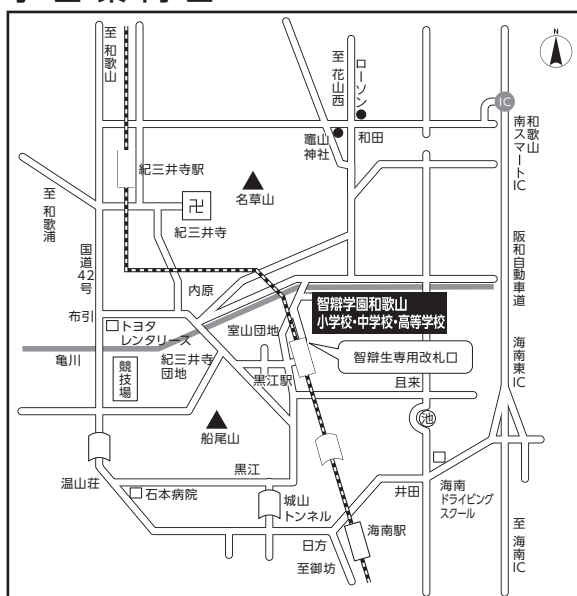 至 和歌山
至 花山西
ローソン
N
IC
和歌山
南スマートIC
竈山
神社
和田
紀三井寺駅
名草山
卍
紀三井寺
至 和歌浦
国道42号
阪和自動車道
内原
智辯学園和歌山
小学校・中学校・高等学校
布引
トヨタ
レンタリース
室山団地
智辯生専用改札口
亀川
紀三井寺
団地
競技場
黒江駅
且来
海南東IC
船尾山
池
黒江
温山荘
石本病院
城山
トンネル
井田
海南
ドライビング
スクール
海南駅
日方
至御坊
至 海南IC